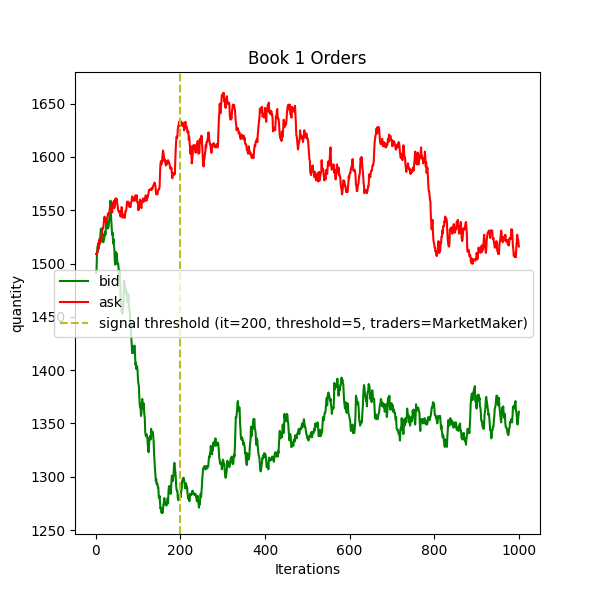 Book 1 Orders
quantity
1650
1600
1550
1500
1450
1400
1350
1300
1250
bid
ask
signal threshold (it=200, threshold=5, traders=MarketMaker)
0 200 400 600 800 1000
Iterations